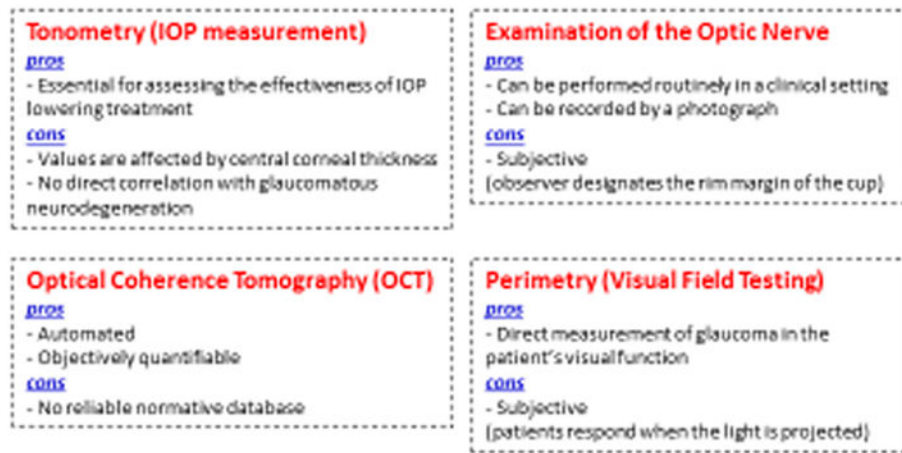 Tonometry (IOP measurement)
pros
- Essential for assessing the effectiveness of IOP
lowering treatment
cons
- Values are affected by central corneal thickness
- No direct correlation with glaucomatous
neurodegeneration
Examination of the Optic Nerve
pros
- Can be performed routinely in a clinical setting
- Can be recorded by a photograph
cons
- Subjective
(observer designates the rim margin of the cup)
Optical Coherence Tomography (OCT)
pros
- Automated
- Objectively quantifiable
cons
- No reliable normative database
Perimetry (Visual Field Testing)
pros
- Direct measurement of glaucoma in the
patient's visual function
cons
- Subjective
(patients respond when the light is projected)